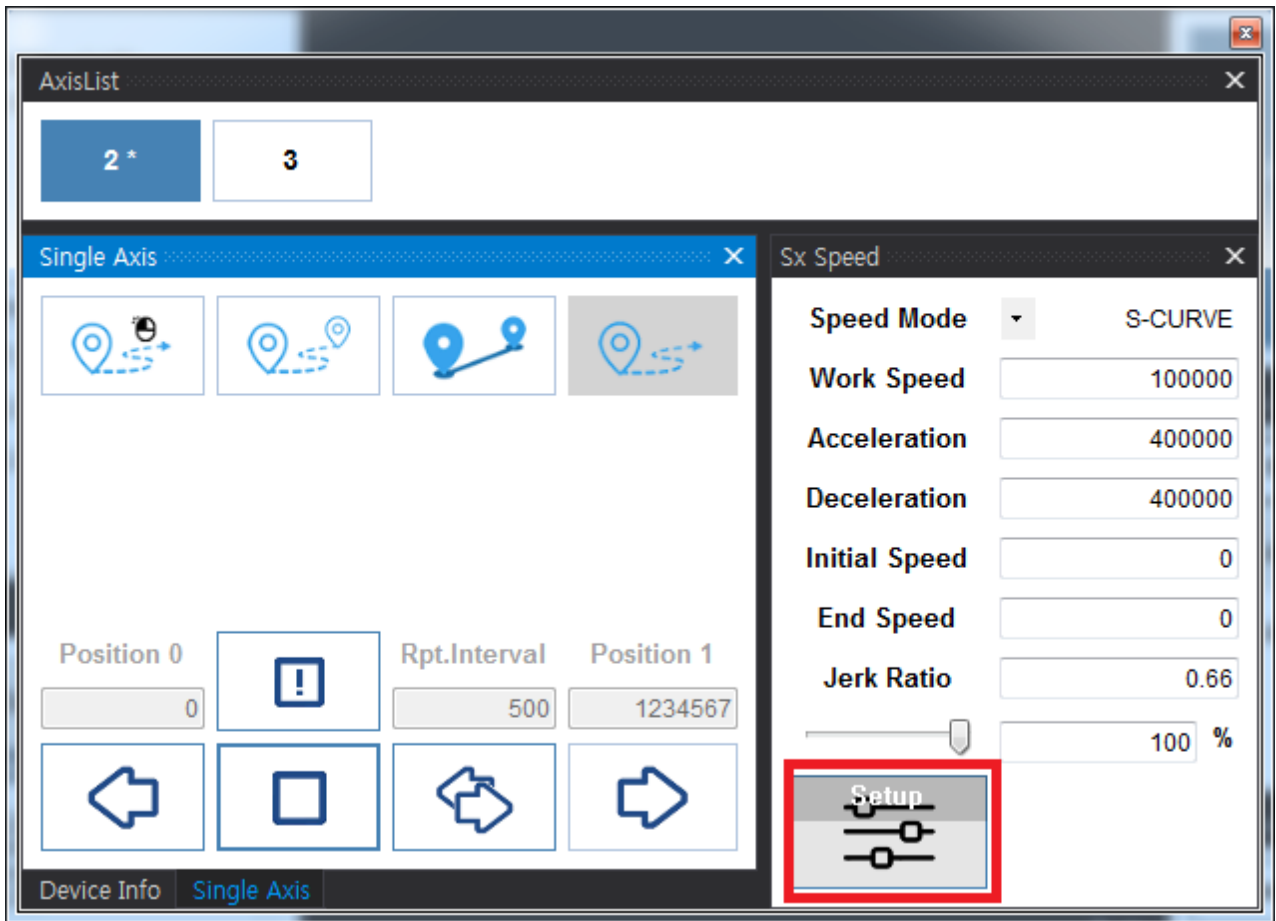 AxisList
2 *
3
Single Axis
Position 0
Rpt.Interval
Position 1
0
500
1234567
Device Info
Single Axis
Sx Speed
Speed Mode
S-CURVE
Work Speed
100000
Acceleration
400000
Deceleration
400000
Initial Speed
0
End Speed
0
Jerk Ratio
0.66
100 %
Setup